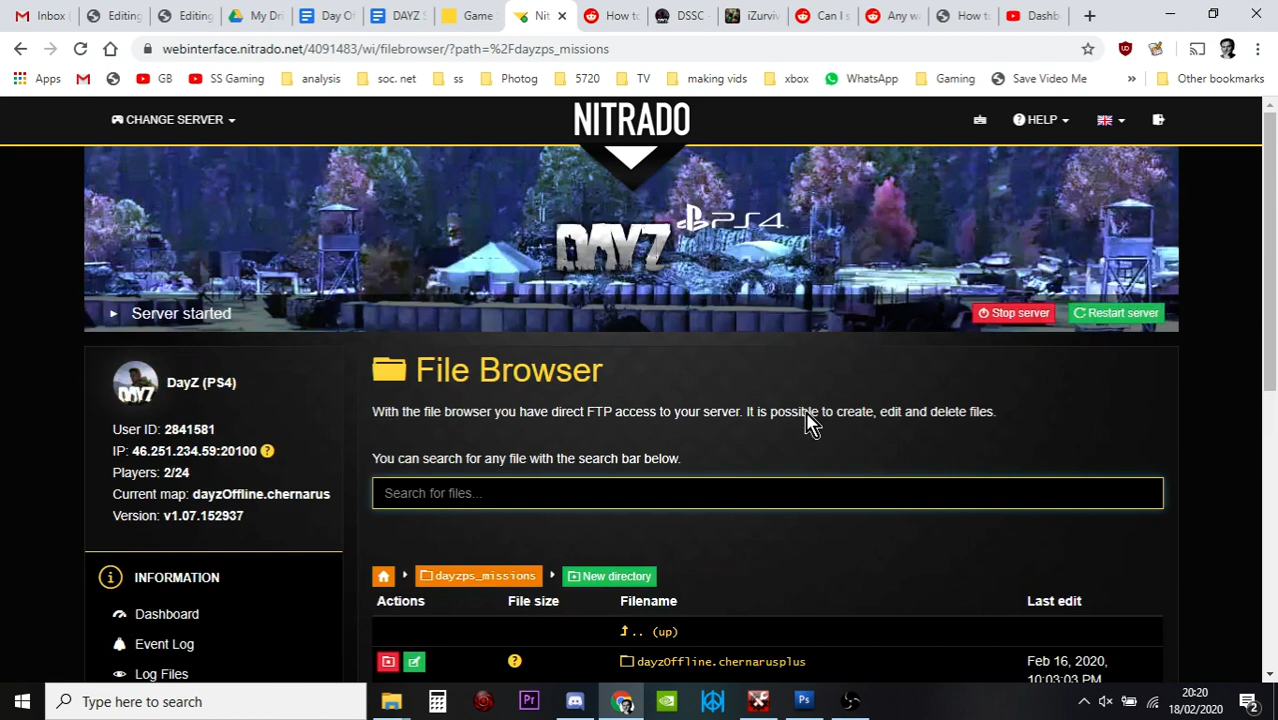 Inbox
Editing
Editing
My Dri
Day Of
DAYZ S
Game
Nit
How to
DSSC
iZurviv
Can I s
Any w
How to
Dashb
webinterface.nitrado.net/4091483/wi/filebrowser/?path=%2Fdayzps_missions
Apps
GB
SS Gaming
analysis
soc. net
ss
Photog
5720
TV
making vids
xbox
WhatsApp
Gaming
Save Video Me
»
Other bookmarks
CHANGE SERVER
NITRADO
HELP
DAYZ PS4
Server started
Stop server
Restart server
DAYZ
DayZ (PS4)
User ID: 2841581
IP: 46.251.234.59:20100
Players: 2/24
Current map: dayzOffline.chernarus
Version: v1.07.152937
INFORMATION
Dashboard
Event Log
Log Files
File Browser
With the file browser you have direct FTP access to your server. It is possible to create, edit and delete files.
You can search for any file with the search bar below.
Search for files...
dayzps_missions
New directory
Actions File size Filename Last edit
.. (up)
dayzOffline.chernarusplus
Feb 16, 2020,
10:03:03 PM
Type here to search
Pr
Ps
20:20
18/02/2020
2